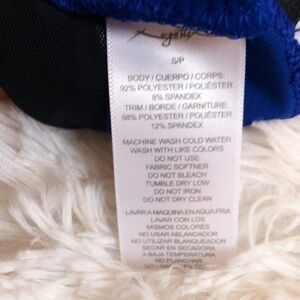 S/P
BODY / CUERPO / CORPS:
92% POLYESTER / POLIÉSTER
8% SPANDEX
TRIM / BORDE / GARNITURE:
88% POLYESTER / POLIÉSTER
12% SPANDEX
MACHINE WASH COLD WATER
WASH WITH LIKE COLORS
DO NOT USE
FABRIC SOFTNER
DO NOT BLEACH
TUMBLE DRY LOW
DO NOT IRON
DO NOT DRY CLEAN
LAVAR A MAQUINA EN AGUA FRIA
LAVAR CON LOS
MISMOS COLORES
NO USAR ABLANDADOR
NO UTILIZAR BLANQUEADOR
SECAR EN SECADORA
A BAJA TEMPERATURA
NO PLANCHAR